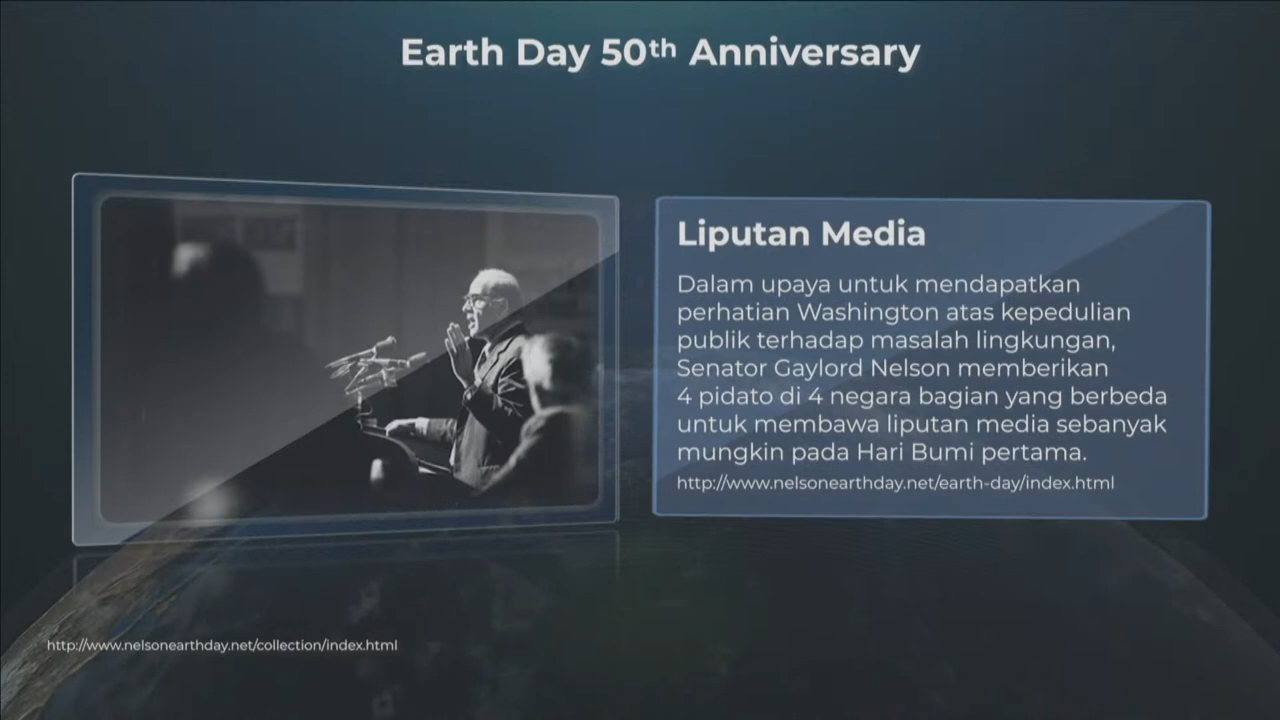 Earth Day 50th Anniversary
Liputan Media
Dalam upaya untuk mendapatkan
perhatian Washington atas kepedulian
publik terhadap masalah lingkungan,
Senator Gaylord Nelson memberikan
4 pidato di 4 negara bagian yang berbeda
untuk membawa liputan media sebanyak
mungkin pada Hari Bumi pertama.
http://www.nelsonearthday.net/earth-day/index.html
http://www.nelsonearthday.net/collection/index.html